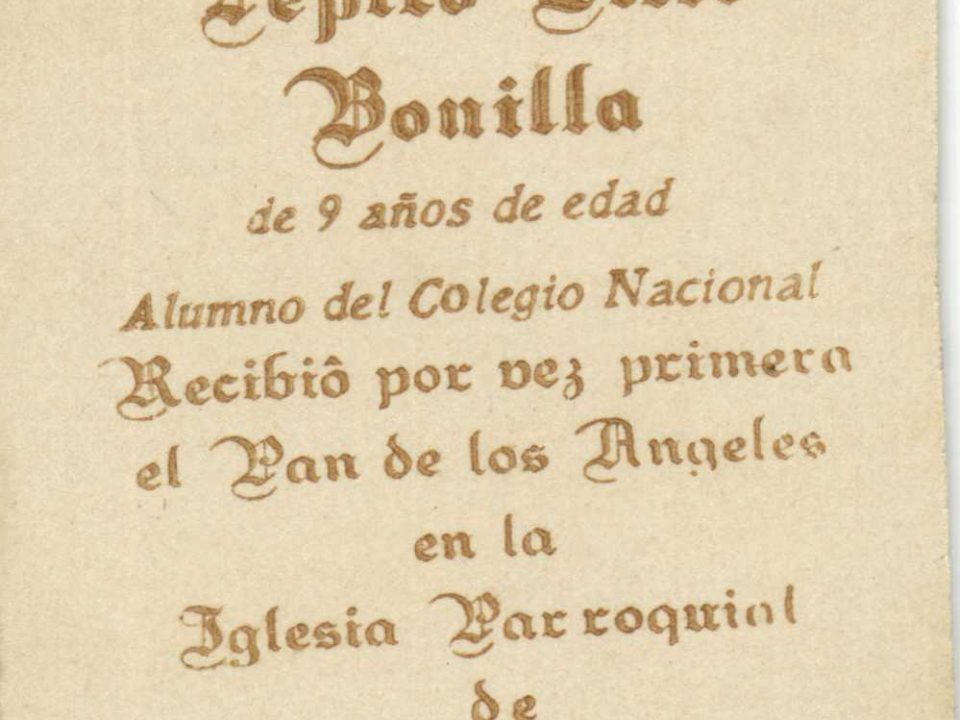 Bonilla
de 9 años de edad
Alumno del Colegio Nacional
Recibiô por vez primera
el Pan de los Angeles
en la
Iglesia Parroquial
de